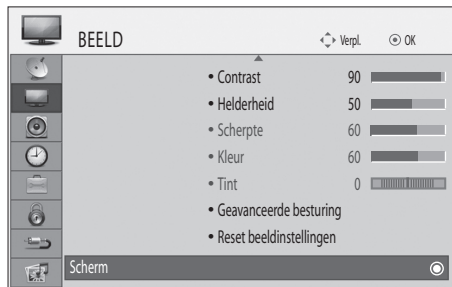 BEELD Verpl. OK
• Contrast 90
• Helderheid 50
• Scherpte 60
• Kleur 60
• Tint 0
• Geavanceerde besturing
• Reset beeldinstellingen
Scherm